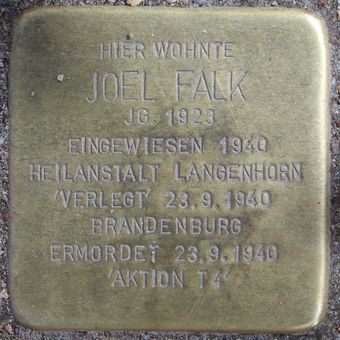 HIER WOHNTE
JOEL FALK
JG. 1923
EINGEWIESEN 1940
HEILANSTALT LANGENHORN
'VERLEGT' 23.9.1940
BRANDENBURG
ERMORDET 23.9.1940
'AKTION T4'